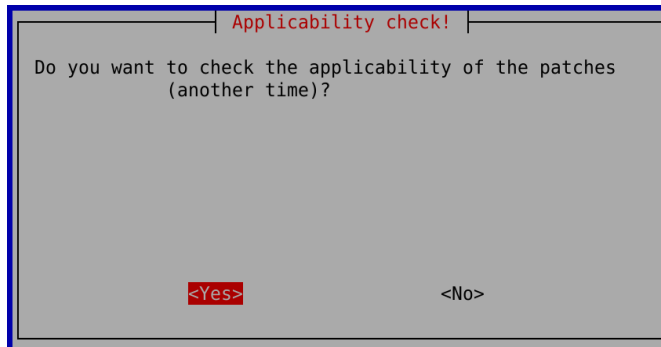 Applicability check!
Do you want to check the applicability of the patches
(another time)?
<Yes> <No>